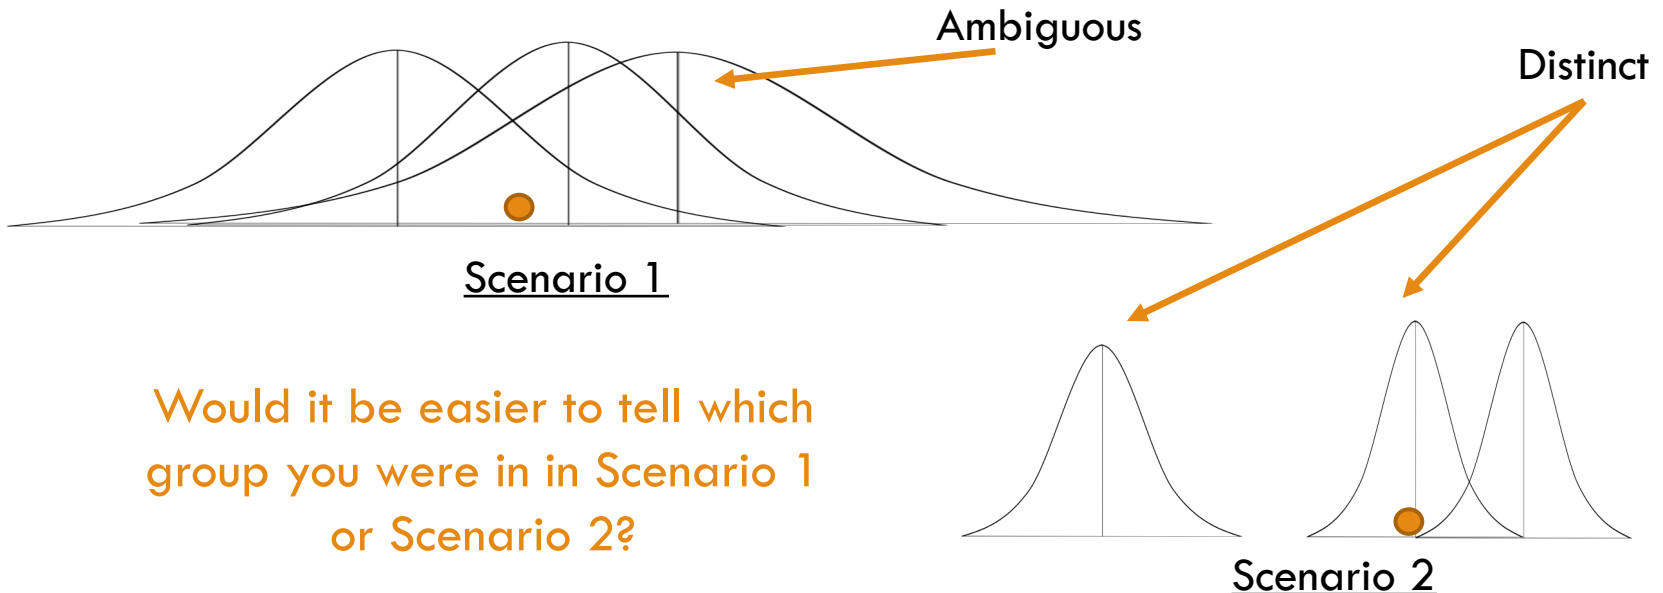 Ambiguous
Distinct
Scenario 1
Would it be easier to tell which
group you were in in Scenario 1
or Scenario 2?
Scenario 2